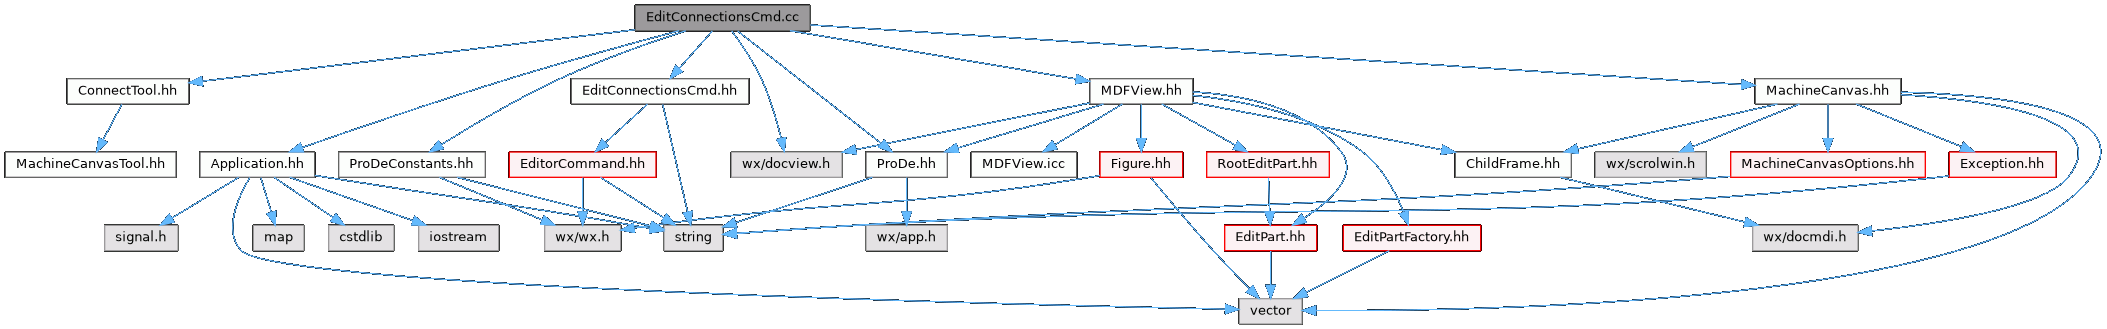 EditConnectionsCmd.cc
ConnectTool.hh
EditConnectionsCmd.hh
MDFView.hh
MachineCanvas.hh
MachineCanvasTool.hh
Application.hh
ProDeConstants.hh
EditorCommand.hh
wx/docview.h
ProDe.hh
MDFView.icc
Figure.hh
RootEditPart.hh
ChildFrame.hh
wx/scrolwin.h
MachineCanvasOptions.hh
Exception.hh
signal.h
map
cstdlib
iostream
wx/wx.h
string
wx/app.h
EditPart.hh
EditPartFactory.hh
wx/docmdi.h
vector